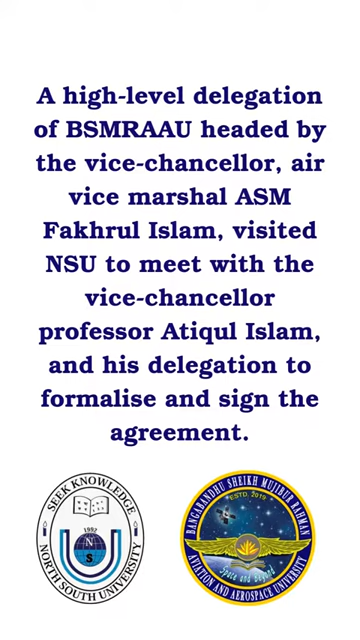 A high-level delegation
of BSMRAAU headed by
the vice-chancellor, air
vice marshal ASM
Fakhrul Islam, visited
NSU to meet with the
vice-chancellor
professor Atiqul Islam,
and his delegation to
formalise and sign the
agreement.
SEEK KNOWLEDGE
1992
N
S
NORTH SOUTH UNIVERSITY
BANGABANDHU SHEIKH MUJIBUR RAHMAN
ESTD, 2019
Space and Beyond
AVIATION AND AEROSPACE UNIVERSITY